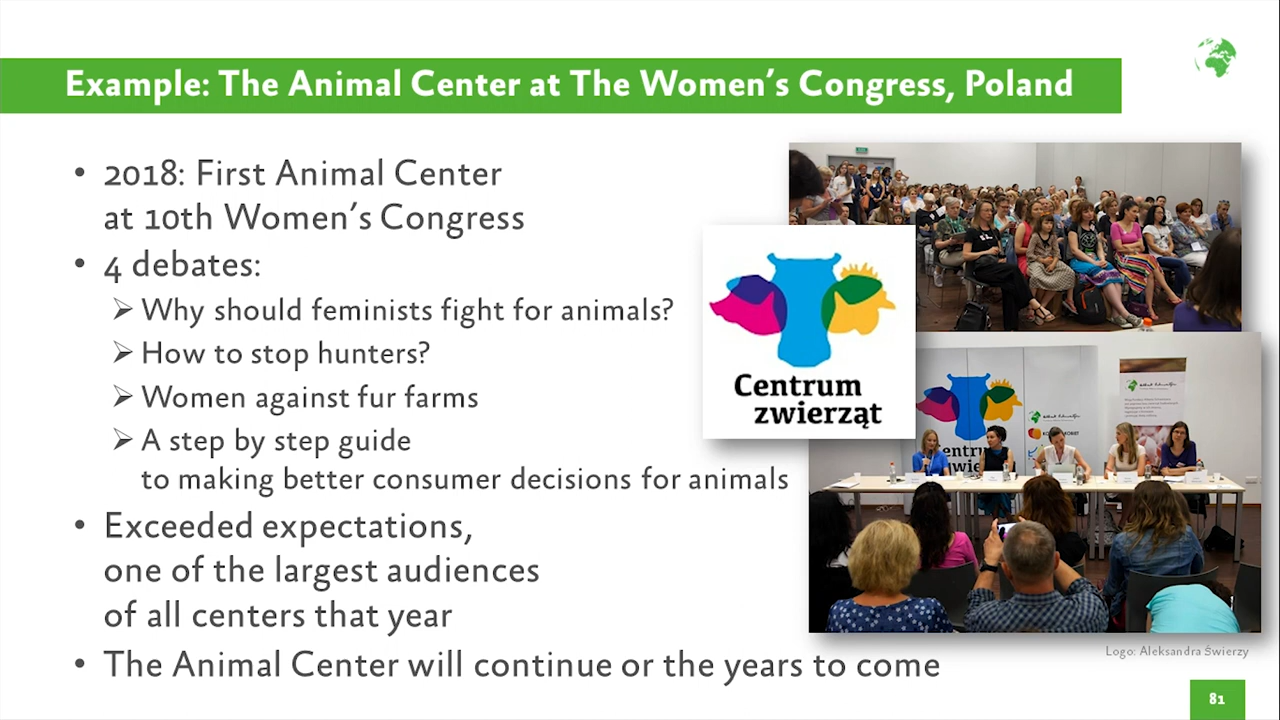 Example: The Animal Center at The Women's Congress, Poland
• 2018: First Animal Center
at 10th Women's Congress
• 4 debates:
➢ Why should feminists fight for animals?
➢ How to stop hunters?
➢ Women against fur farms
➢ A step by step guide
to making better consumer decisions for animals
• Exceeded expectations,
one of the largest audiences
of all centers that year
• The Animal Center will continue or the years to come
Centrum
zwierząt
Logo: Aleksandra Świerzy
81